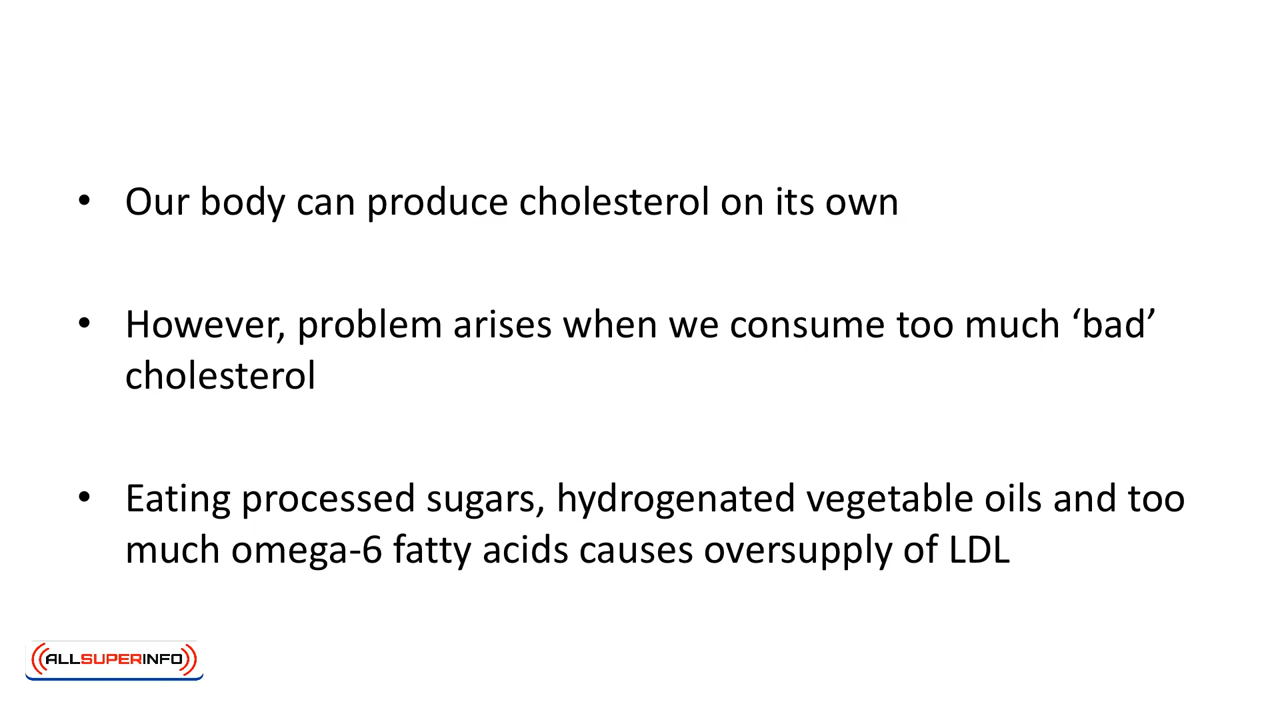 • Our body can produce cholesterol on its own
• However, problem arises when we consume too much ‘bad’
cholesterol
• Eating processed sugars, hydrogenated vegetable oils and too
much omega-6 fatty acids causes oversupply of LDL
ALLSUPERINFO